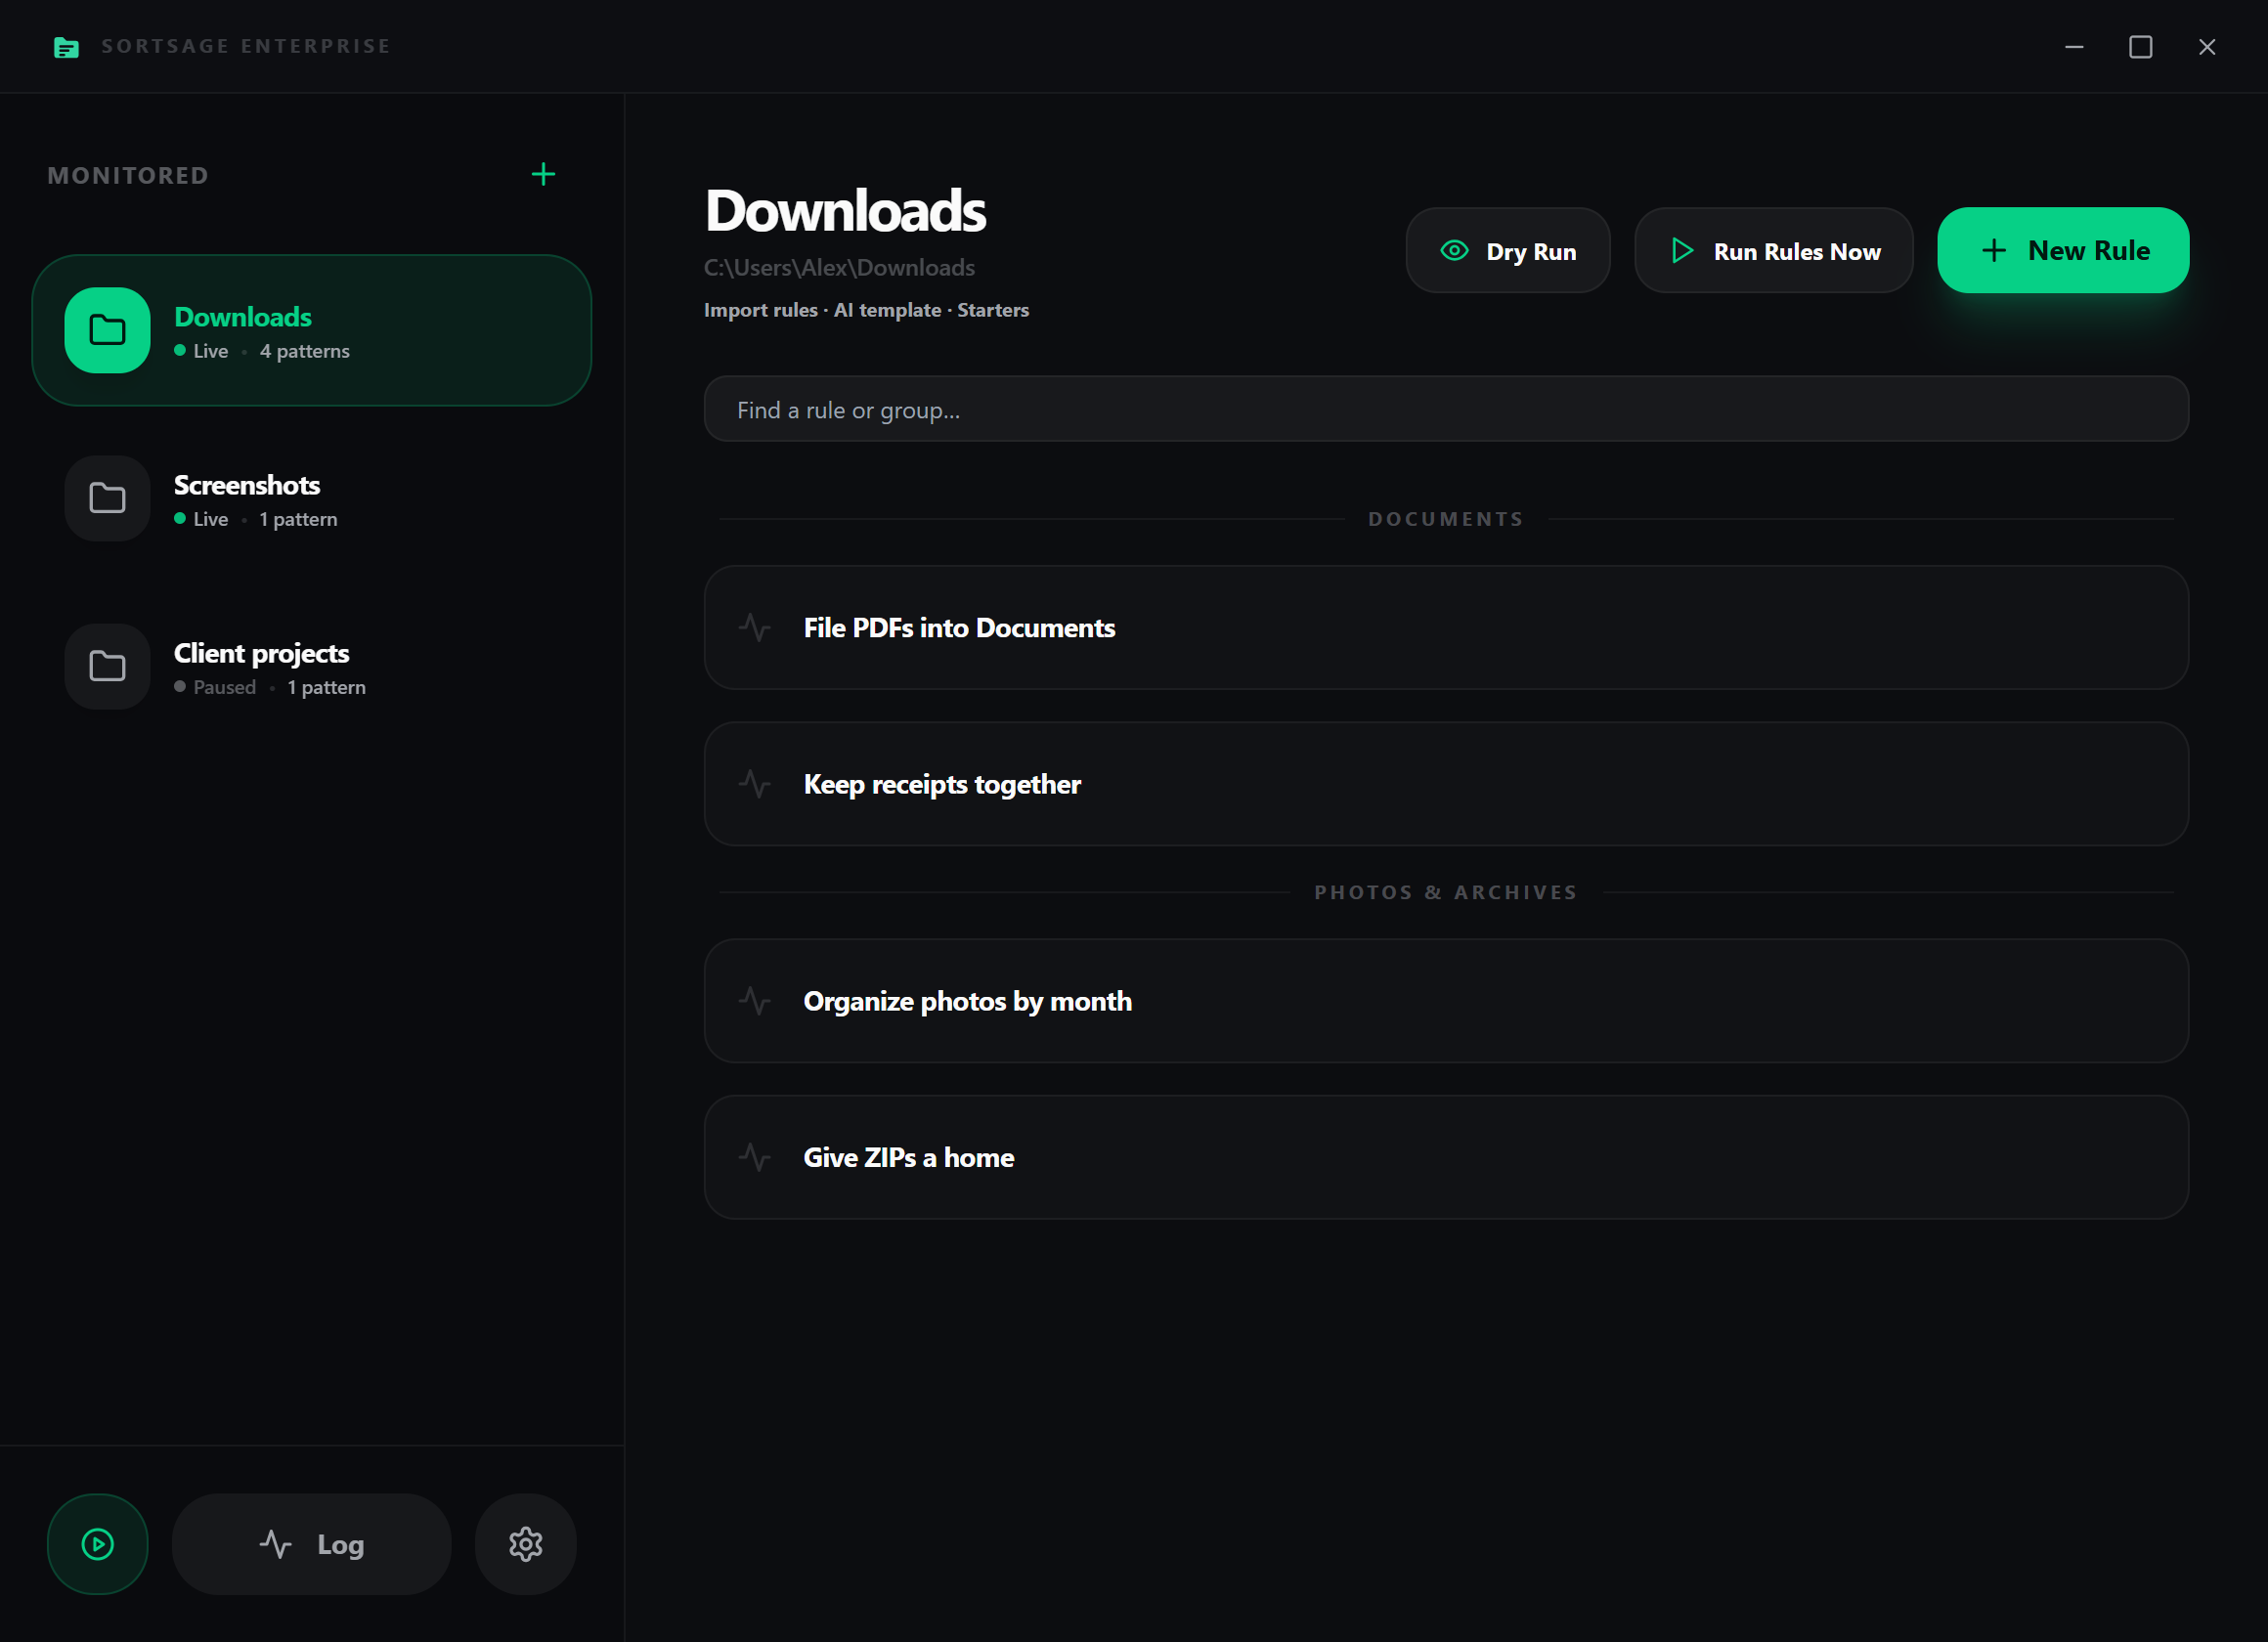 SORTSAGE ENTERPRISE
MONITORED
Downloads
Live • 4 patterns
Screenshots
Live • 1 pattern
Client projects
Paused • 1 pattern
Log
Downloads
C:\Users\Alex\Downloads
Import rules · AI template · Starters
Dry Run
Run Rules Now
New Rule
Find a rule or group...
DOCUMENTS
File PDFs into Documents
Keep receipts together
PHOTOS & ARCHIVES
Organize photos by month
Give ZIPs a home